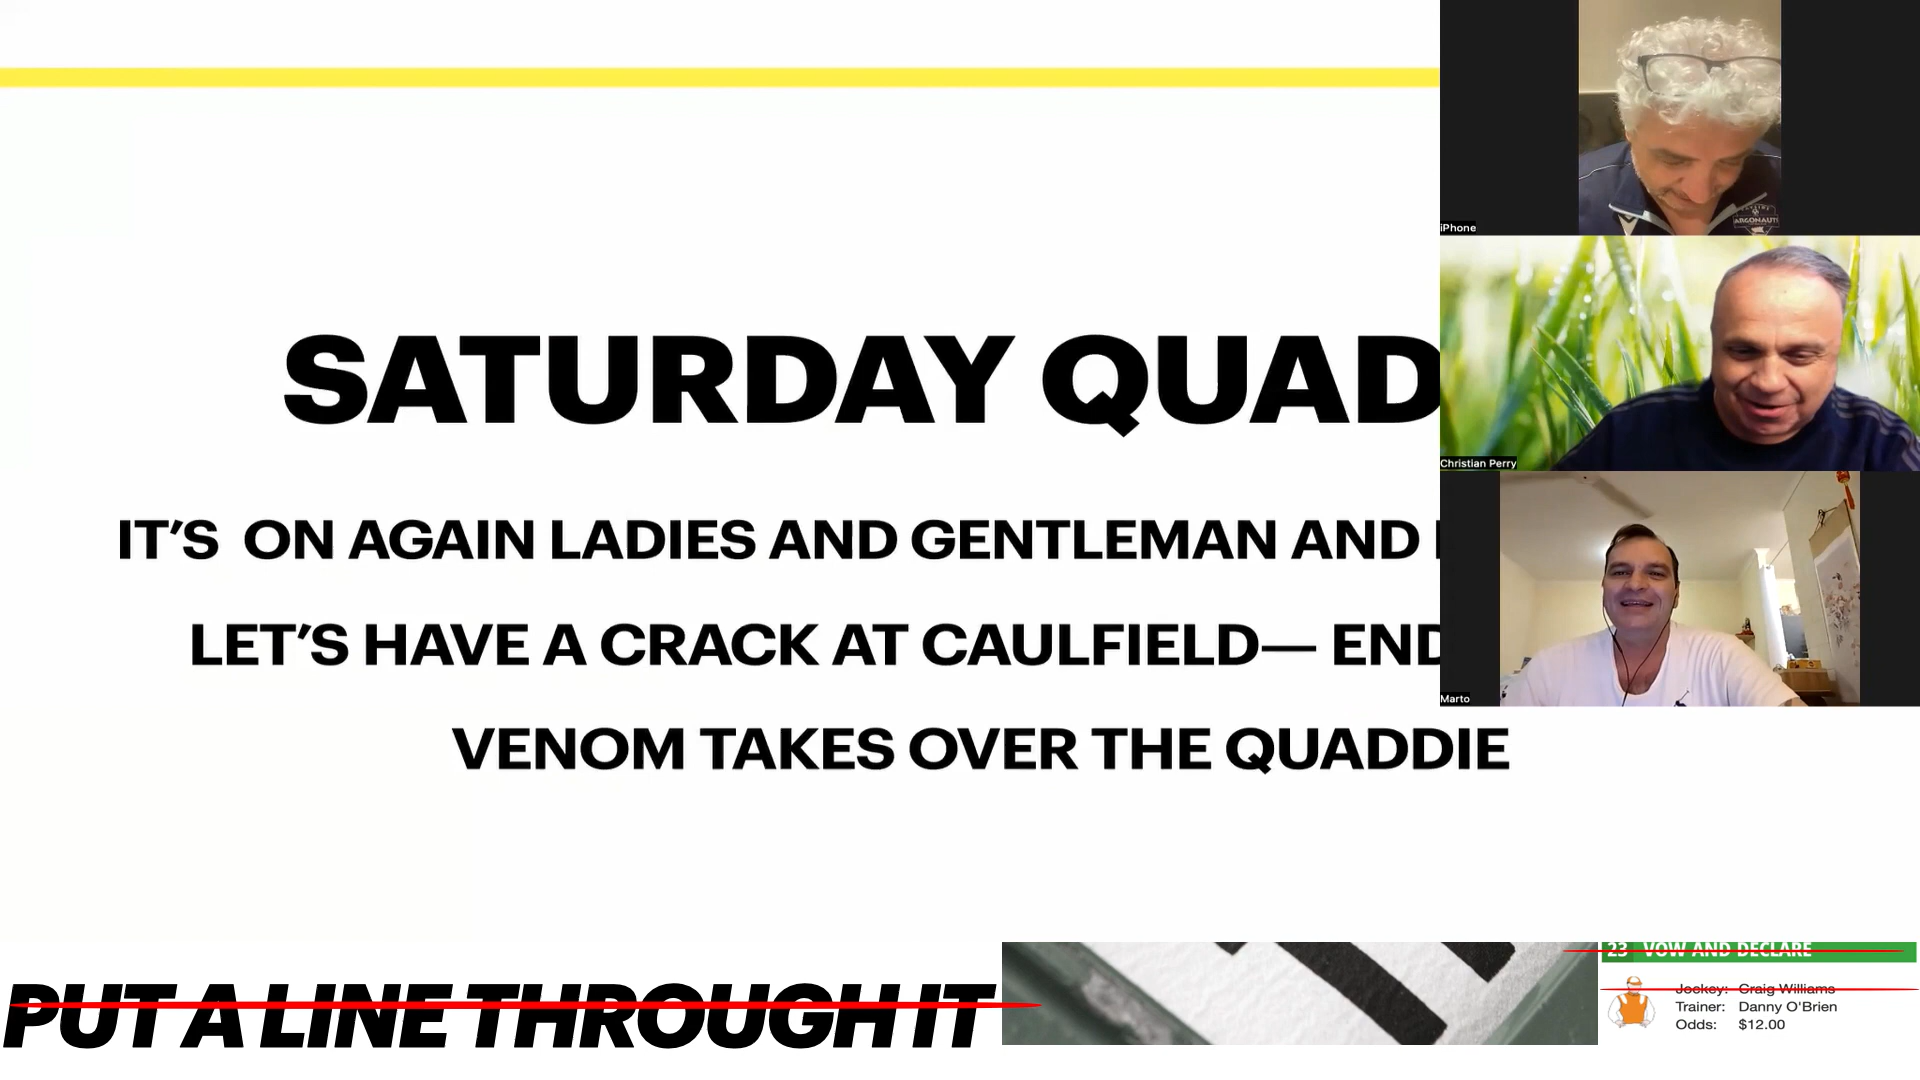 SATURDAY QUAD
IT'S ON AGAIN LADIES AND GENTLEMAN AND
LET'S HAVE A CRACK AT CAULFIELD— END
VENOM TAKES OVER THE QUADDIE
ARGONAUT
iPhone
Christian Perry
Marto
PUT A LINE THROUGH IT
23 VOW AND DECLARE
Jockey: Craig Williams
Trainer: Danny O'Brien
Odds: $12.00